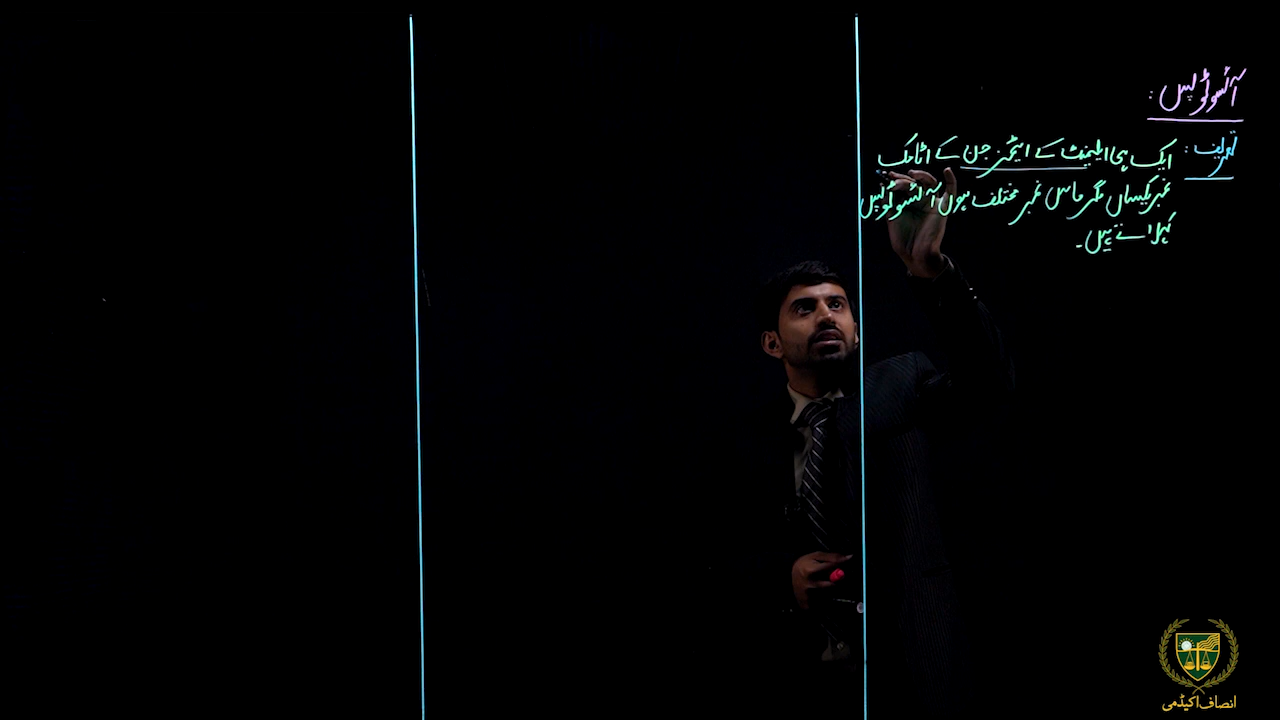 آئسوٹوپس :
تعریف : ایک ہی ایلیمنٹ کے ایٹمز جن کے اٹامک
نمبر یکساں مگر ماس نمبر مختلف ہوں آئسوٹوپس
کہلاتے ہیں۔
انصاف اکیڈمی